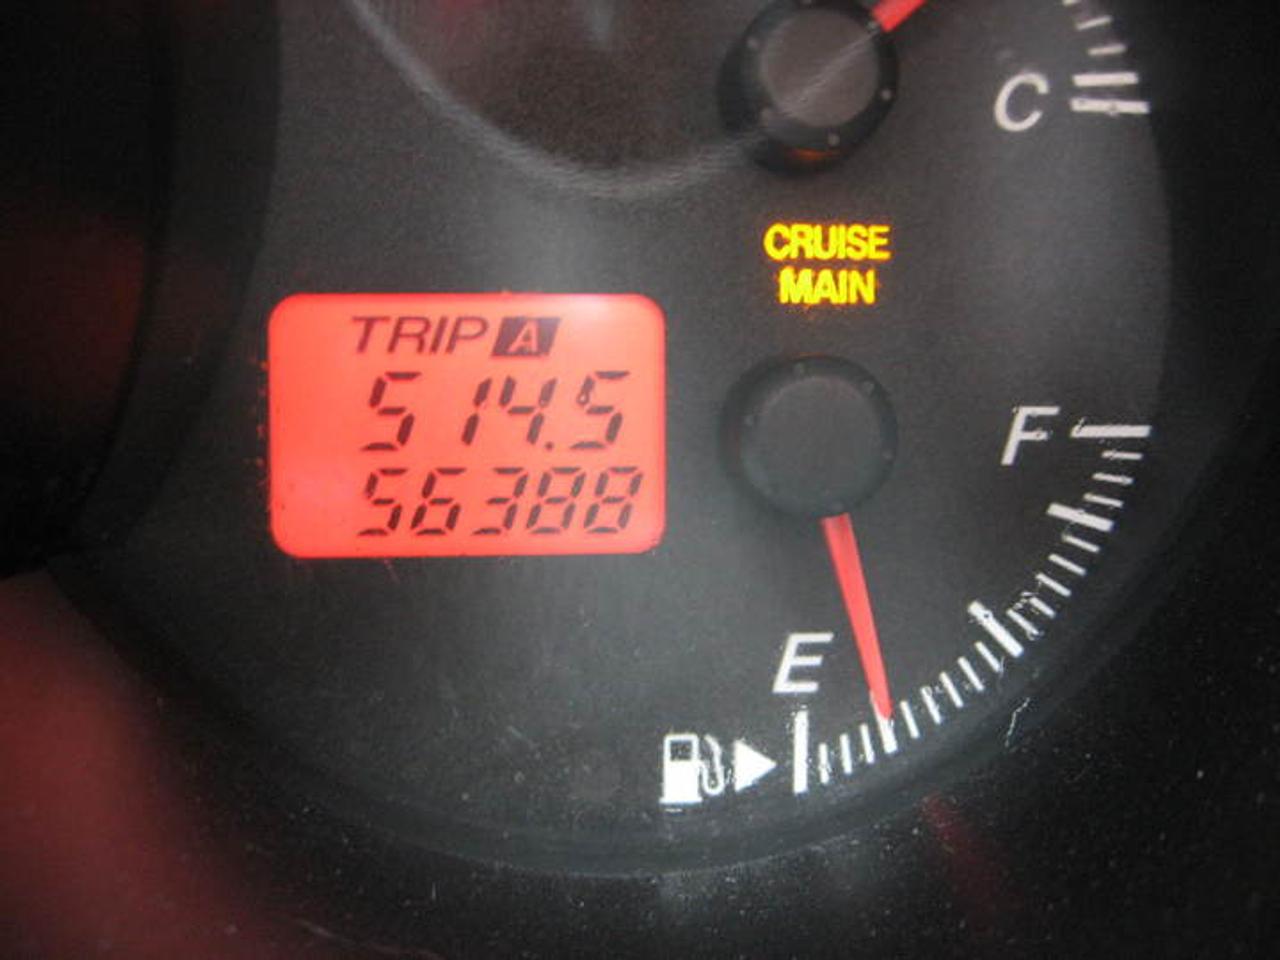 C
CRUISE
MAIN
TRIP A
514.5
56388
F
E